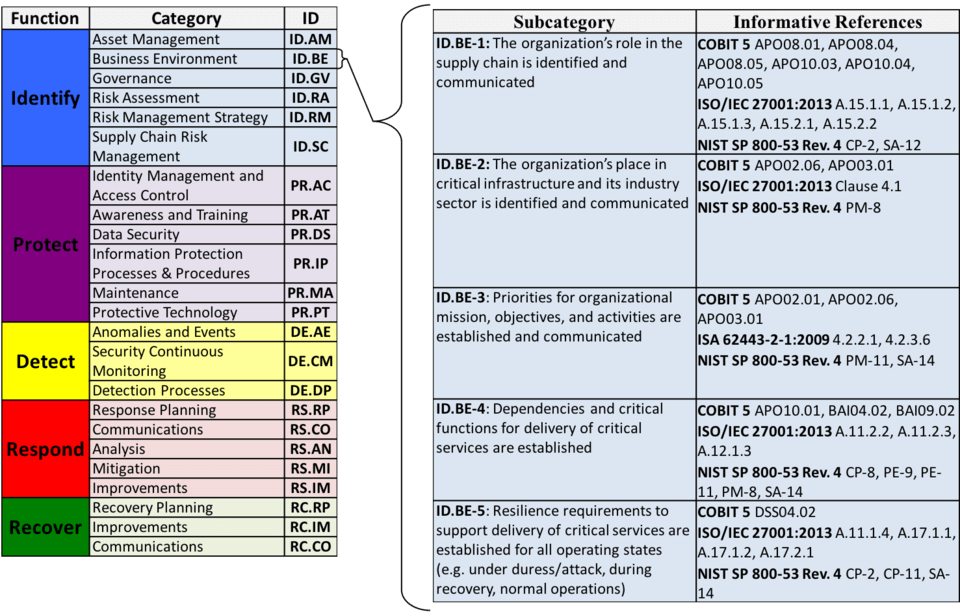 Function Category ID
Identify
Asset Management ID.AM
Business Environment ID.BE
Governance ID.GV
Risk Assessment ID.RA
Risk Management Strategy ID.RM
Supply Chain Risk
Management ID.SC
Protect
Identity Management and
Access Control PR.AC
Awareness and Training PR.AT
Data Security PR.DS
Information Protection
Processes & Procedures PR.IP
Maintenance PR.MA
Protective Technology PR.PT
Detect
Anomalies and Events DE.AE
Security Continuous
Monitoring DE.CM
Detection Processes DE.DP
Respond
Response Planning RS.RP
Communications RS.CO
Analysis RS.AN
Mitigation RS.MI
Improvements RS.IM
Recover
Recovery Planning RC.RP
Improvements RC.IM
Communications RC.CO
Subcategory Informative References
ID.BE-1: The organization’s role in the
supply chain is identified and
communicated
COBIT 5 APO08.01, APO08.04,
APO08.05, APO10.03, APO10.04,
APO10.05
ISO/IEC 27001:2013 A.15.1.1, A.15.1.2,
A.15.1.3, A.15.2.1, A.15.2.2
NIST SP 800-53 Rev. 4 CP-2, SA-12
ID.BE-2: The organization’s place in
critical infrastructure and its industry
sector is identified and communicated
COBIT 5 APO02.06, APO03.01
ISO/IEC 27001:2013 Clause 4.1
NIST SP 800-53 Rev. 4 PM-8
ID.BE-3: Priorities for organizational
mission, objectives, and activities are
established and communicated
COBIT 5 APO02.01, APO02.06,
APO03.01
ISA 62443-2-1:2009 4.2.2.1, 4.2.3.6
NIST SP 800-53 Rev. 4 PM-11, SA-14
ID.BE-4: Dependencies and critical
functions for delivery of critical
services are established
COBIT 5 APO10.01, BAI04.02, BAI09.02
ISO/IEC 27001:2013 A.11.2.2, A.11.2.3,
A.12.1.3
NIST SP 800-53 Rev. 4 CP-8, PE-9, PE-
11, PM-8, SA-14
ID.BE-5: Resilience requirements to
support delivery of critical services are
established for all operating states
(e.g. under duress/attack, during
recovery, normal operations)
COBIT 5 DSS04.02
ISO/IEC 27001:2013 A.11.1.4, A.17.1.1,
A.17.1.2, A.17.2.1
NIST SP 800-53 Rev. 4 CP-2, CP-11, SA-
14